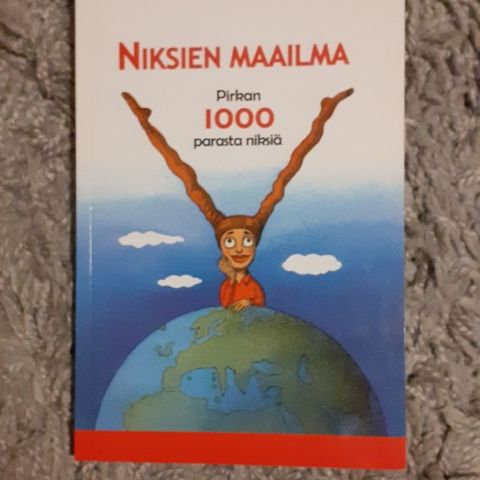 NIKSIEN MAAILMA
Pirkan
1000
parasta niksiä